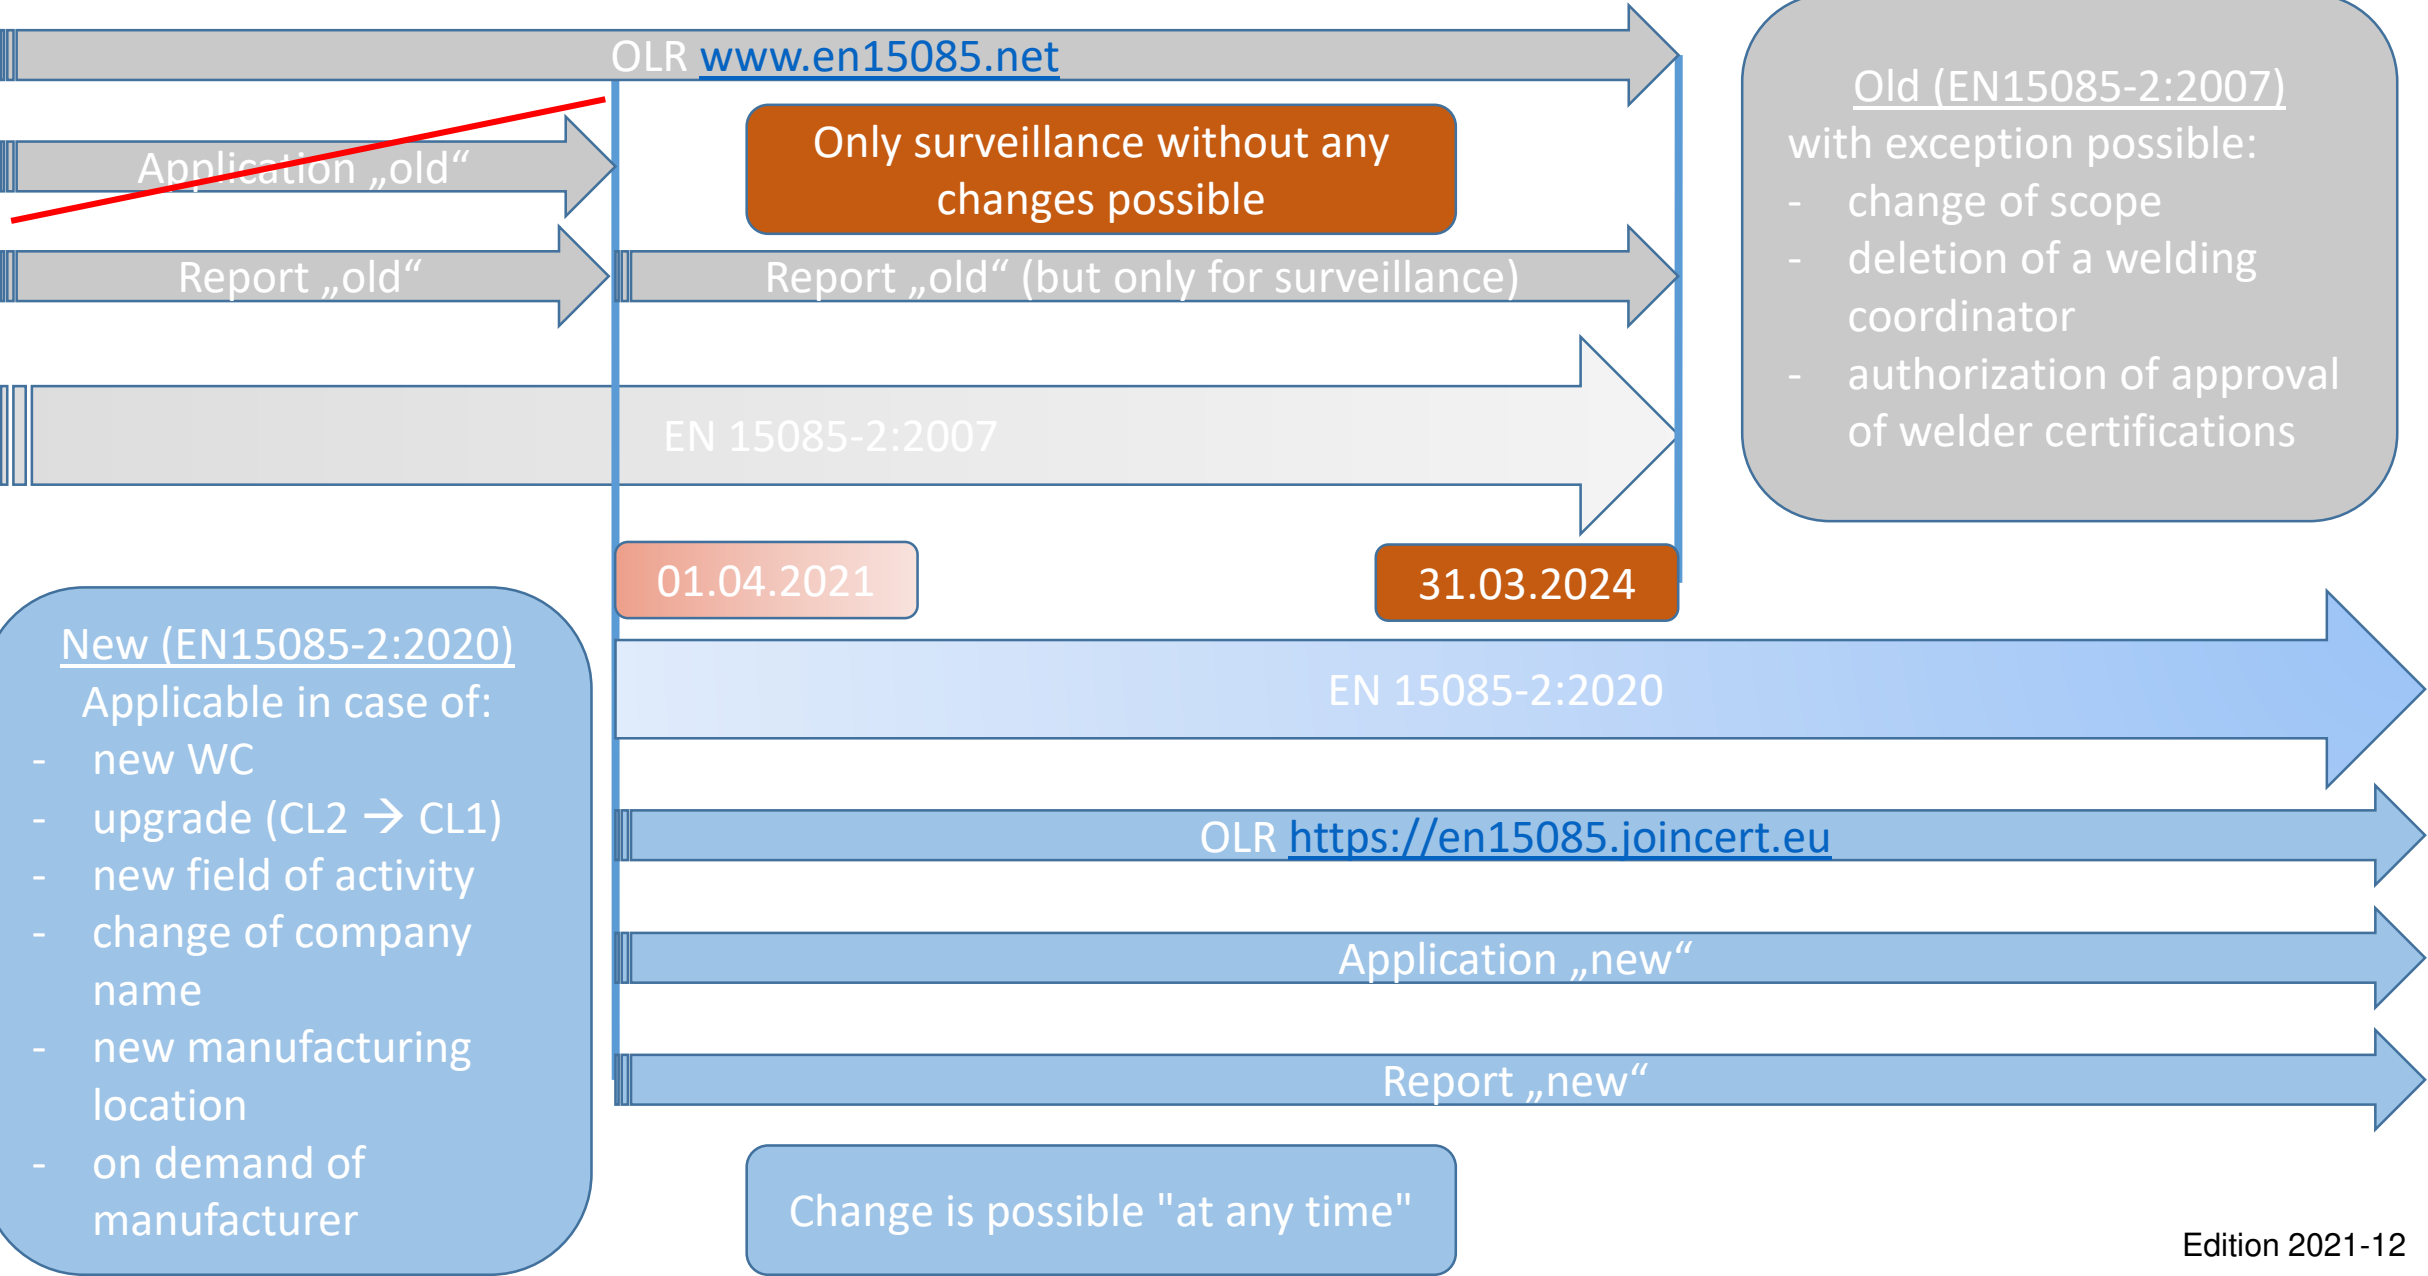 OLR www.en15085.net
Application „old“
Only surveillance without any
changes possible
Report „old“
Report „old“ (but only for surveillance)
EN 15085-2:2007
Old (EN15085-2:2007)
with exception possible:
- change of scope
- deletion of a welding
coordinator
- authorization of approval
of welder certifications
01.04.2021
31.03.2024
New (EN15085-2:2020)
Applicable in case of:
- new WC
- upgrade (CL2 → CL1)
- new field of activity
- change of company
name
- new manufacturing
location
- on demand of
manufacturer
EN 15085-2:2020
OLR https://en15085.joincert.eu
Application „new“
Report „new“
Change is possible "at any time"
Edition 2021-12